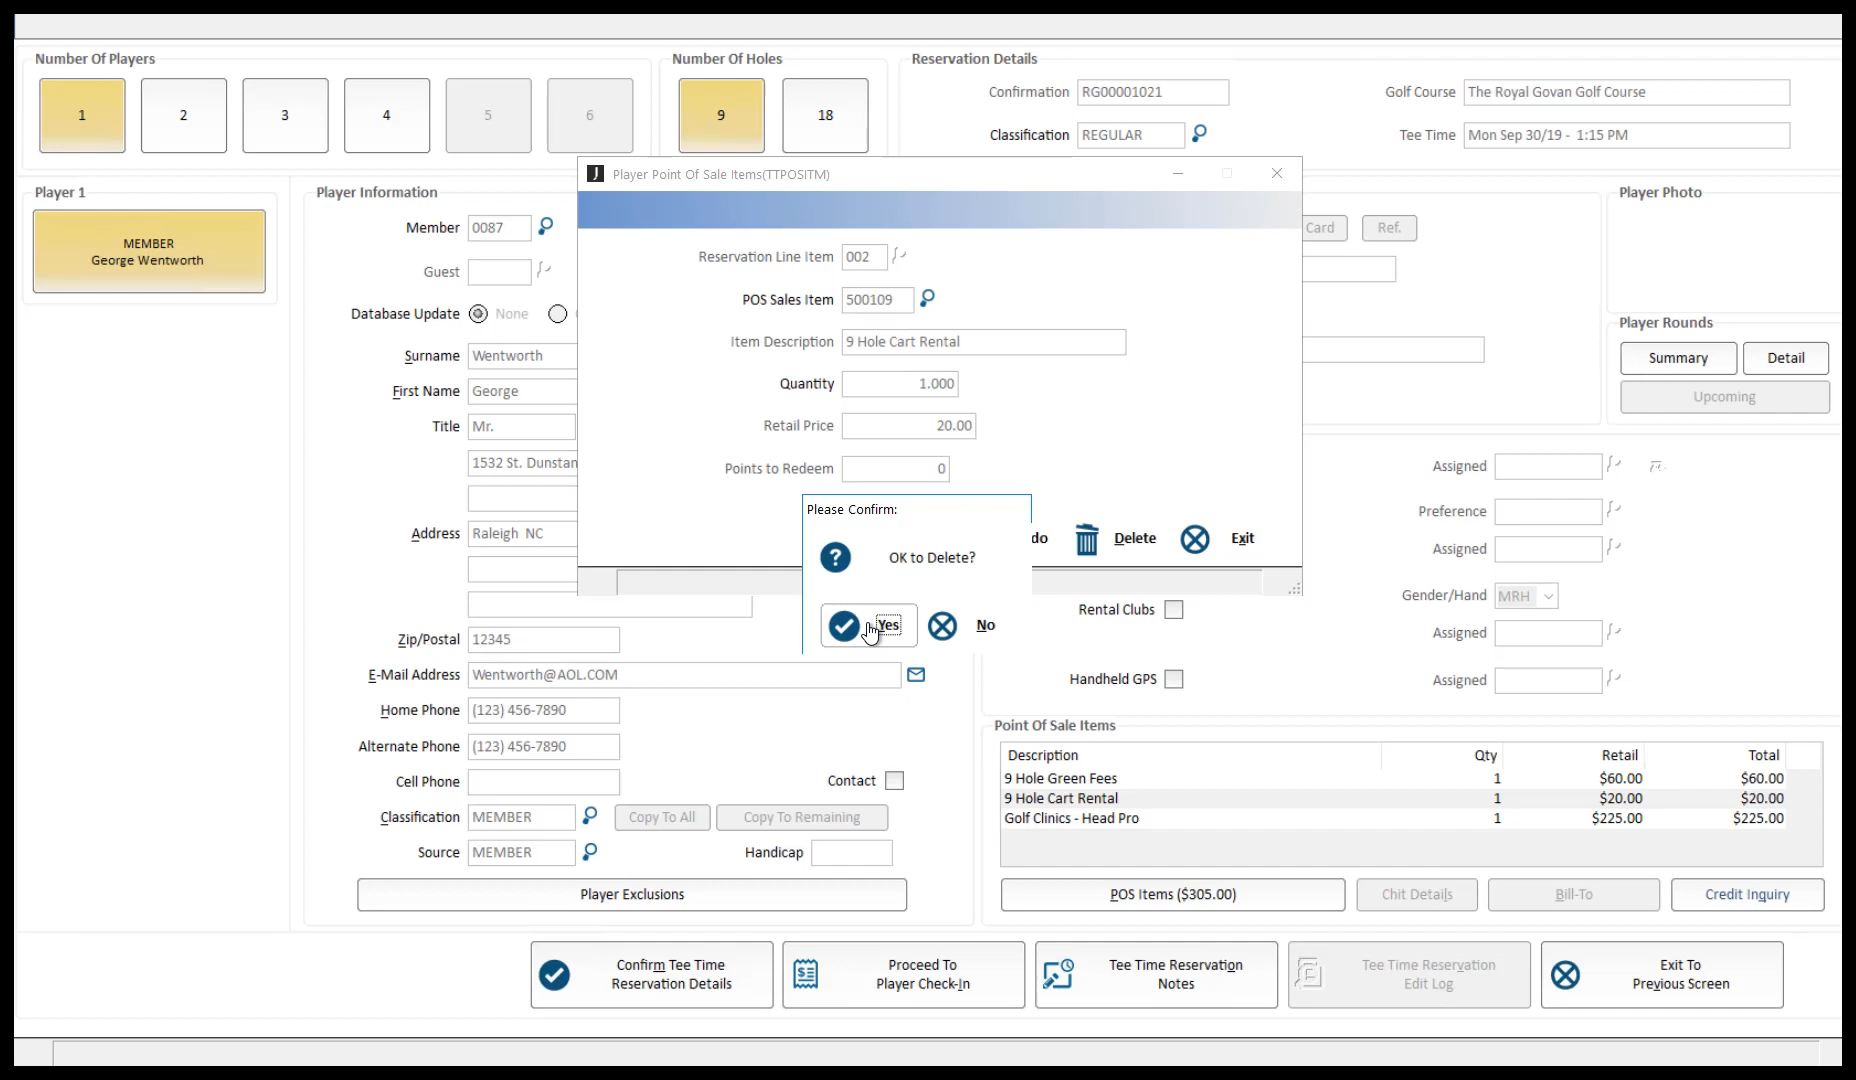 Number Of Players
1
2
3
4
5
6
Number Of Holes
9
18
Reservation Details
Confirmation RG00001021
Golf Course The Royal Govan Golf Course
Classification REGULAR
Tee Time Mon Sep 30/19 - 1:15 PM
Player 1
MEMBER
George Wentworth
Player Information
Member 0087
Guest
Database Update None
Surname Wentworth
First Name George
Title Mr.
1532 St. Dunstan
Address Raleigh NC
Zip/Postal 12345
E-Mail Address Wentworth@AOL.COM
Home Phone (123) 456-7890
Alternate Phone (123) 456-7890
Cell Phone
Contact
Classification MEMBER
Copy To All
Copy To Remaining
Source MEMBER
Handicap
Player Exclusions
J Player Point Of Sale Items(TTPOSITM)
Reservation Line Item 002
POS Sales Item 500109
Item Description 9 Hole Cart Rental
Quantity 1.000
Retail Price 20.00
Points to Redeem 0
do
Delete
Exit
Please Confirm:
? OK to Delete?
Yes
No
Card
Ref.
Player Photo
Player Rounds
Summary
Detail
Upcoming
Assigned
Preference
Assigned
Gender/Hand MRH
Rental Clubs
Assigned
Handheld GPS
Assigned
Point Of Sale Items
Description Qty Retail Total
9 Hole Green Fees 1 $60.00 $60.00
9 Hole Cart Rental 1 $20.00 $20.00
Golf Clinics - Head Pro 1 $225.00 $225.00
POS Items ($305.00)
Chit Details
Bill-To
Credit Inquiry
Confirm Tee Time
Reservation Details
Proceed To
Player Check-In
Tee Time Reservation
Notes
Tee Time Reservation
Edit Log
Exit To
Previous Screen